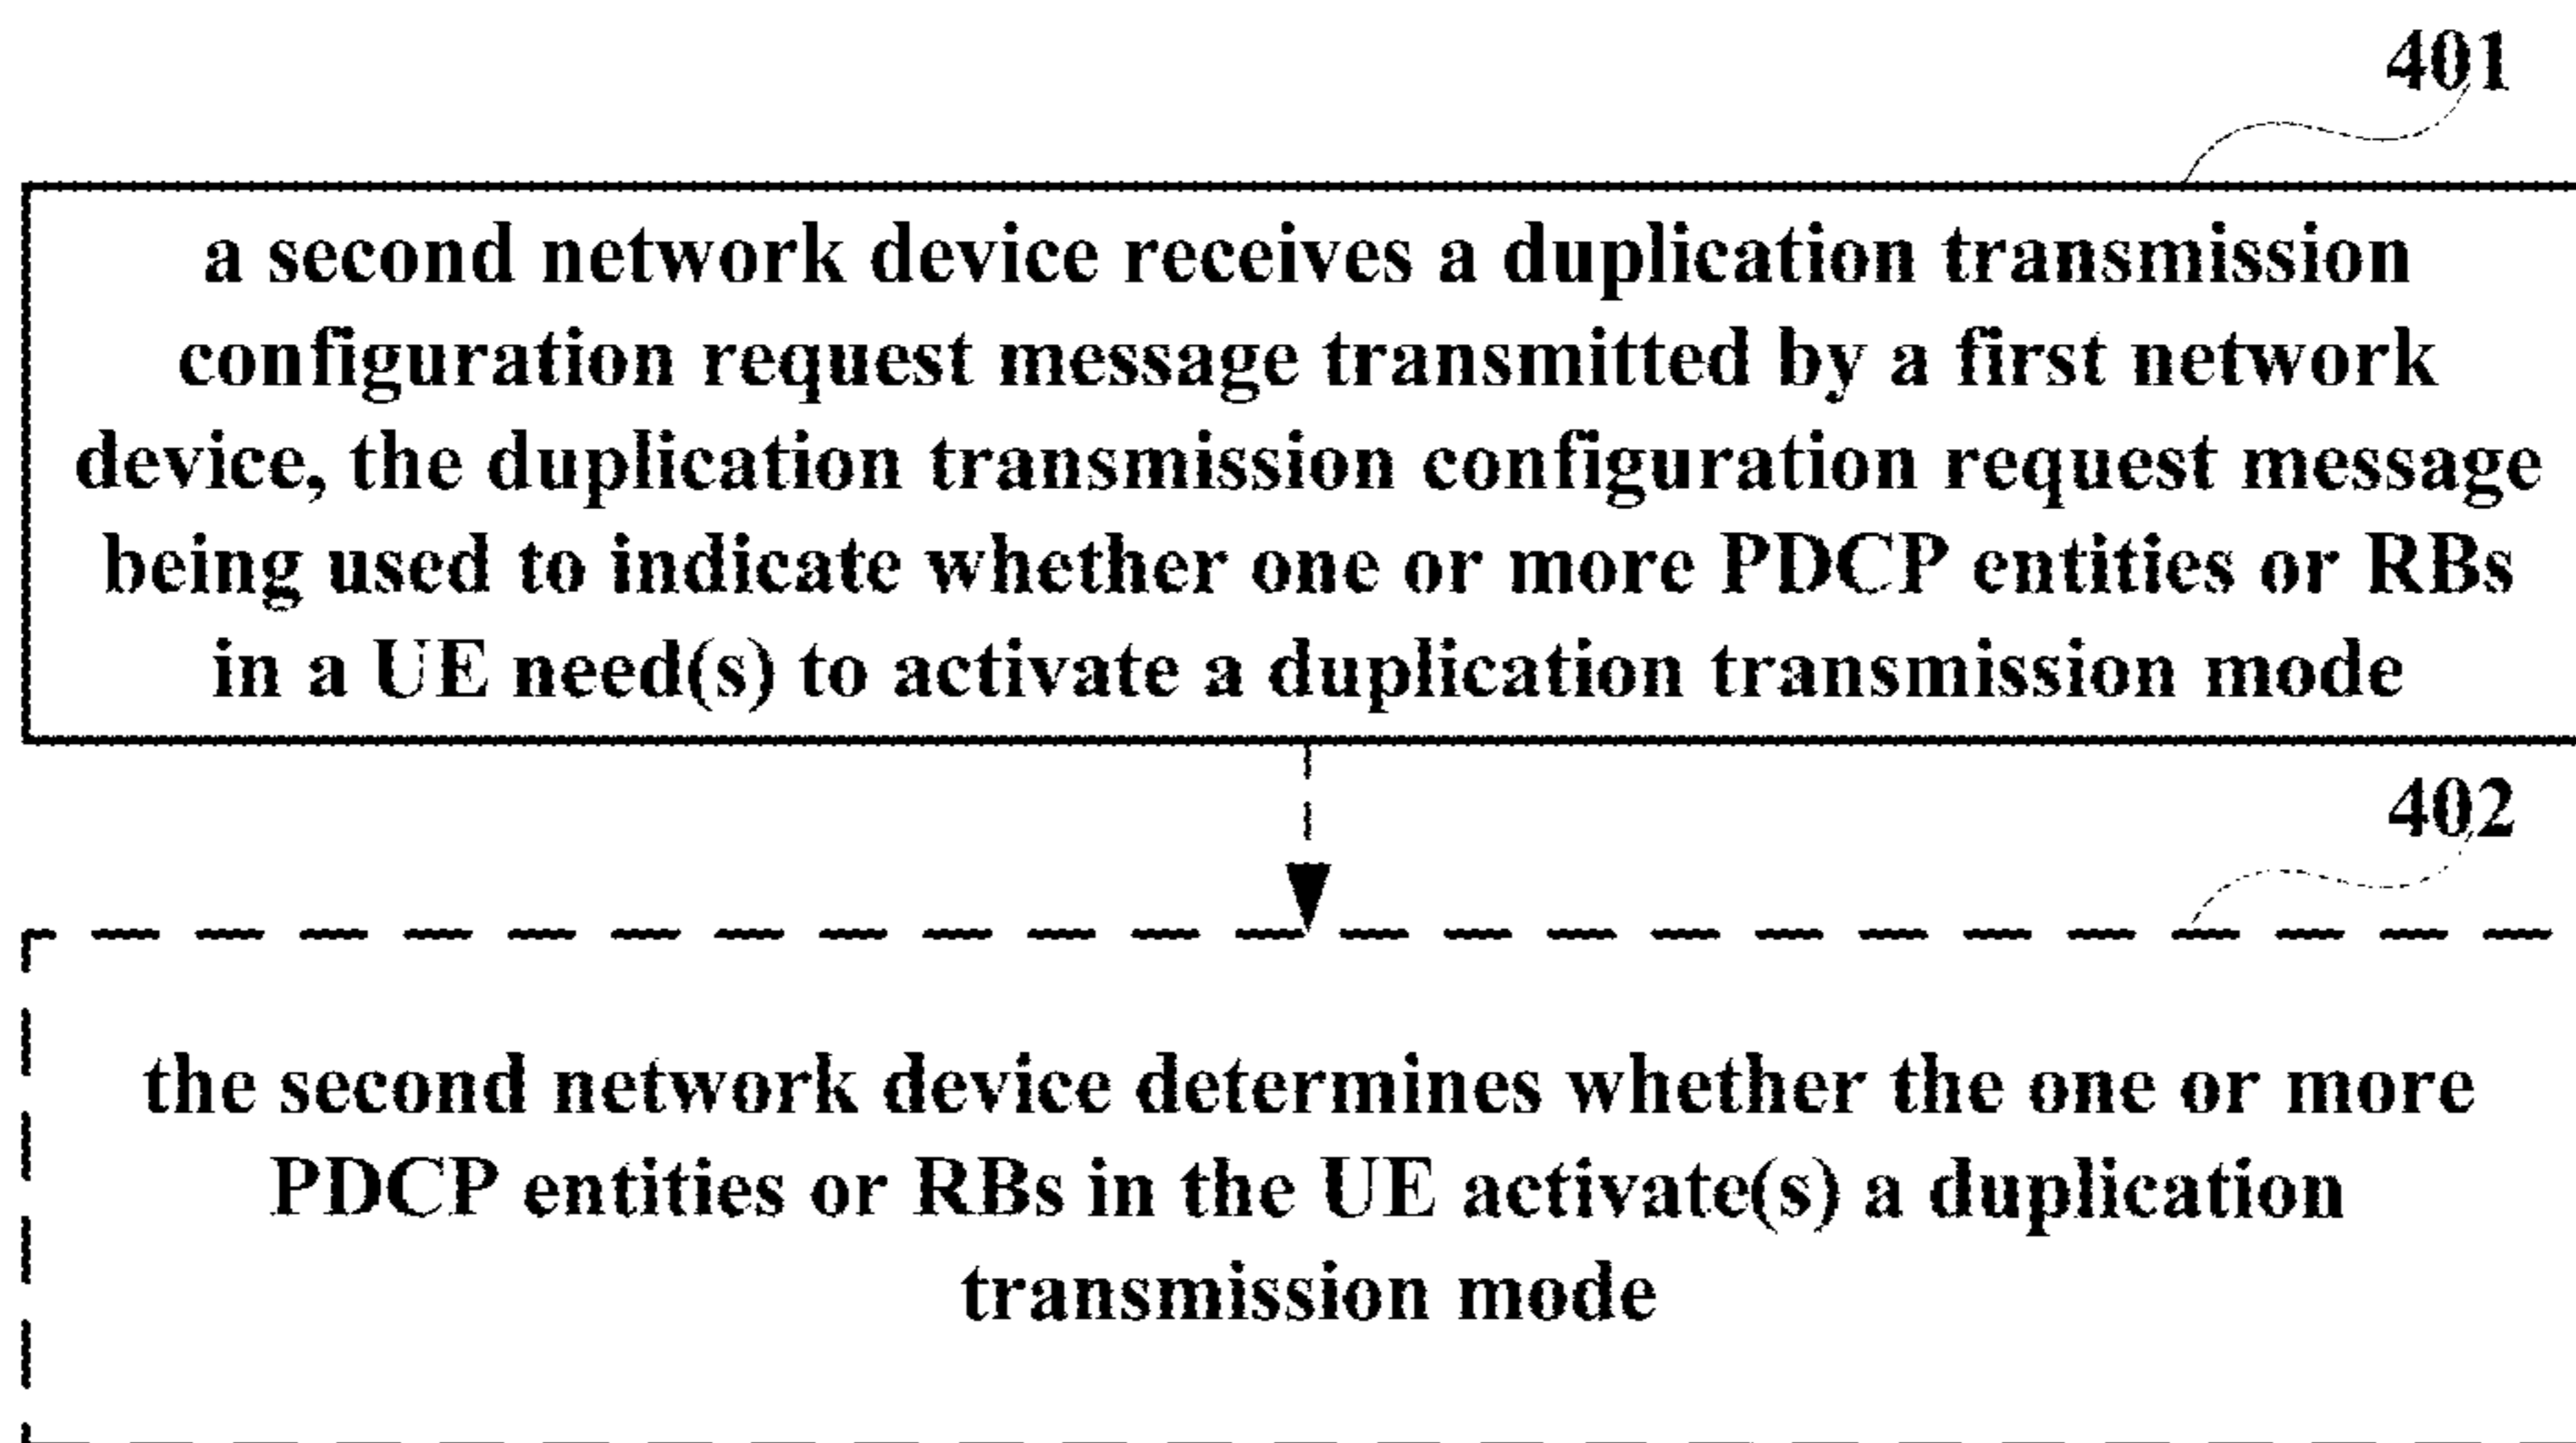 401
a second network device receives a duplication transmission
configuration request message transmitted by a first network
device, the duplication transmission configuration request message
being used to indicate whether one or more PDCP entities or RBs
in a UE need(s) to activate a duplication transmission mode
402
the second network device determines whether the one or more
PDCP entities or RBs in the UE activate(s) a duplication
transmission mode